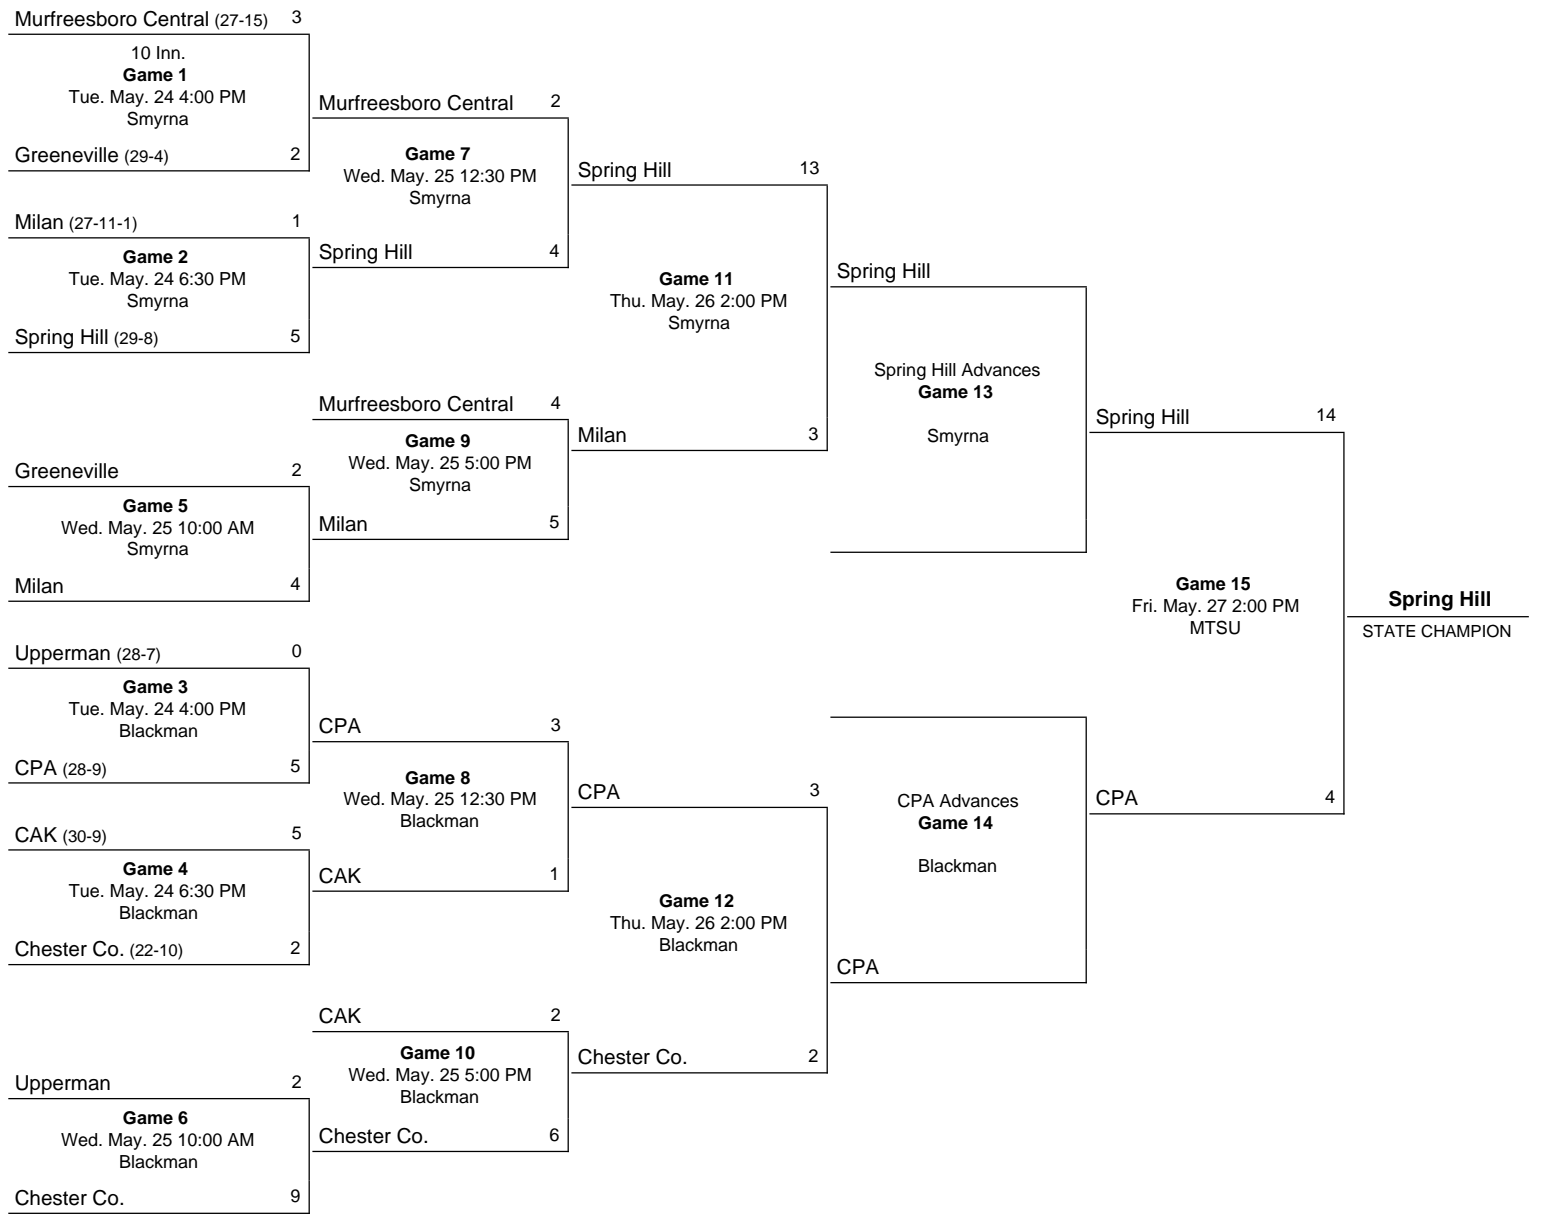 Murfreesboro Central (27-15) 3
10 Inn.
Game 1
Tue. May. 24 4:00 PM
Smyrna
Greeneville (29-4) 2
Milan (27-11-1) 1
Game 2
Tue. May. 24 6:30 PM
Smyrna
Spring Hill (29-8) 5
Greeneville 2
Game 5
Wed. May. 25 10:00 AM
Smyrna
Milan 4
Upperman (28-7) 0
Game 3
Tue. May. 24 4:00 PM
Blackman
CPA (28-9) 5
CAK (30-9) 5
Game 4
Tue. May. 24 6:30 PM
Blackman
Chester Co. (22-10) 2
Upperman 2
Game 6
Wed. May. 25 10:00 AM
Blackman
Chester Co. 9
Murfreesboro Central 2
Game 7
Wed. May. 25 12:30 PM
Smyrna
Spring Hill 4
Murfreesboro Central 4
Game 9
Wed. May. 25 5:00 PM
Smyrna
Milan 5
CPA 3
Game 8
Wed. May. 25 12:30 PM
Blackman
CAK 1
CAK 2
Game 10
Wed. May. 25 5:00 PM
Blackman
Chester Co. 6
Spring Hill 13
Game 11
Thu. May. 26 2:00 PM
Smyrna
Milan 3
CPA 3
Game 12
Thu. May. 26 2:00 PM
Blackman
Chester Co. 2
Spring Hill
Spring Hill Advances
Game 13
Smyrna
CPA Advances
Game 14
Blackman
CPA
Spring Hill 14
Game 15
Fri. May. 27 2:00 PM
MTSU
CPA 4
Spring Hill
STATE CHAMPION